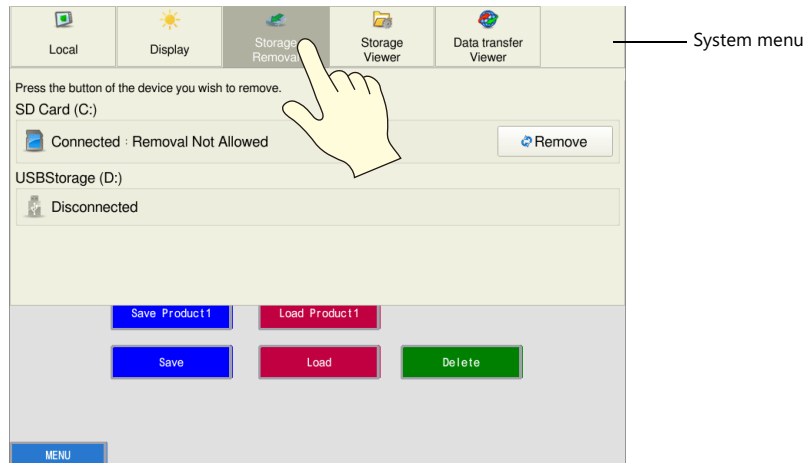 Local
Display
Storage
Removal
Storage
Viewer
Data transfer
Viewer
System menu
Press the button of the device you wish to remove.
SD Card (C:)
Connected : Removal Not Allowed
Remove
USBStorage (D:)
Disconnected
Save Product1
Load Product1
Save
Load
Delete
MENU